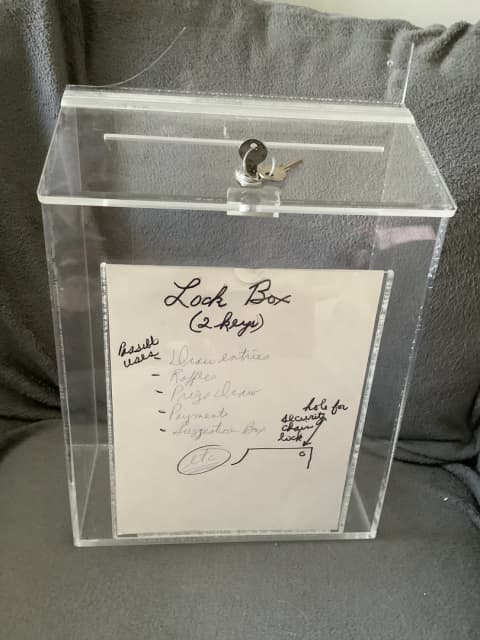 Lock Box
(2 keys)
Possible
uses
- Draw entries
- Raffles
- Prize Draw
- Payments
- Suggestion Box
etc
hole for
security
chain
lock